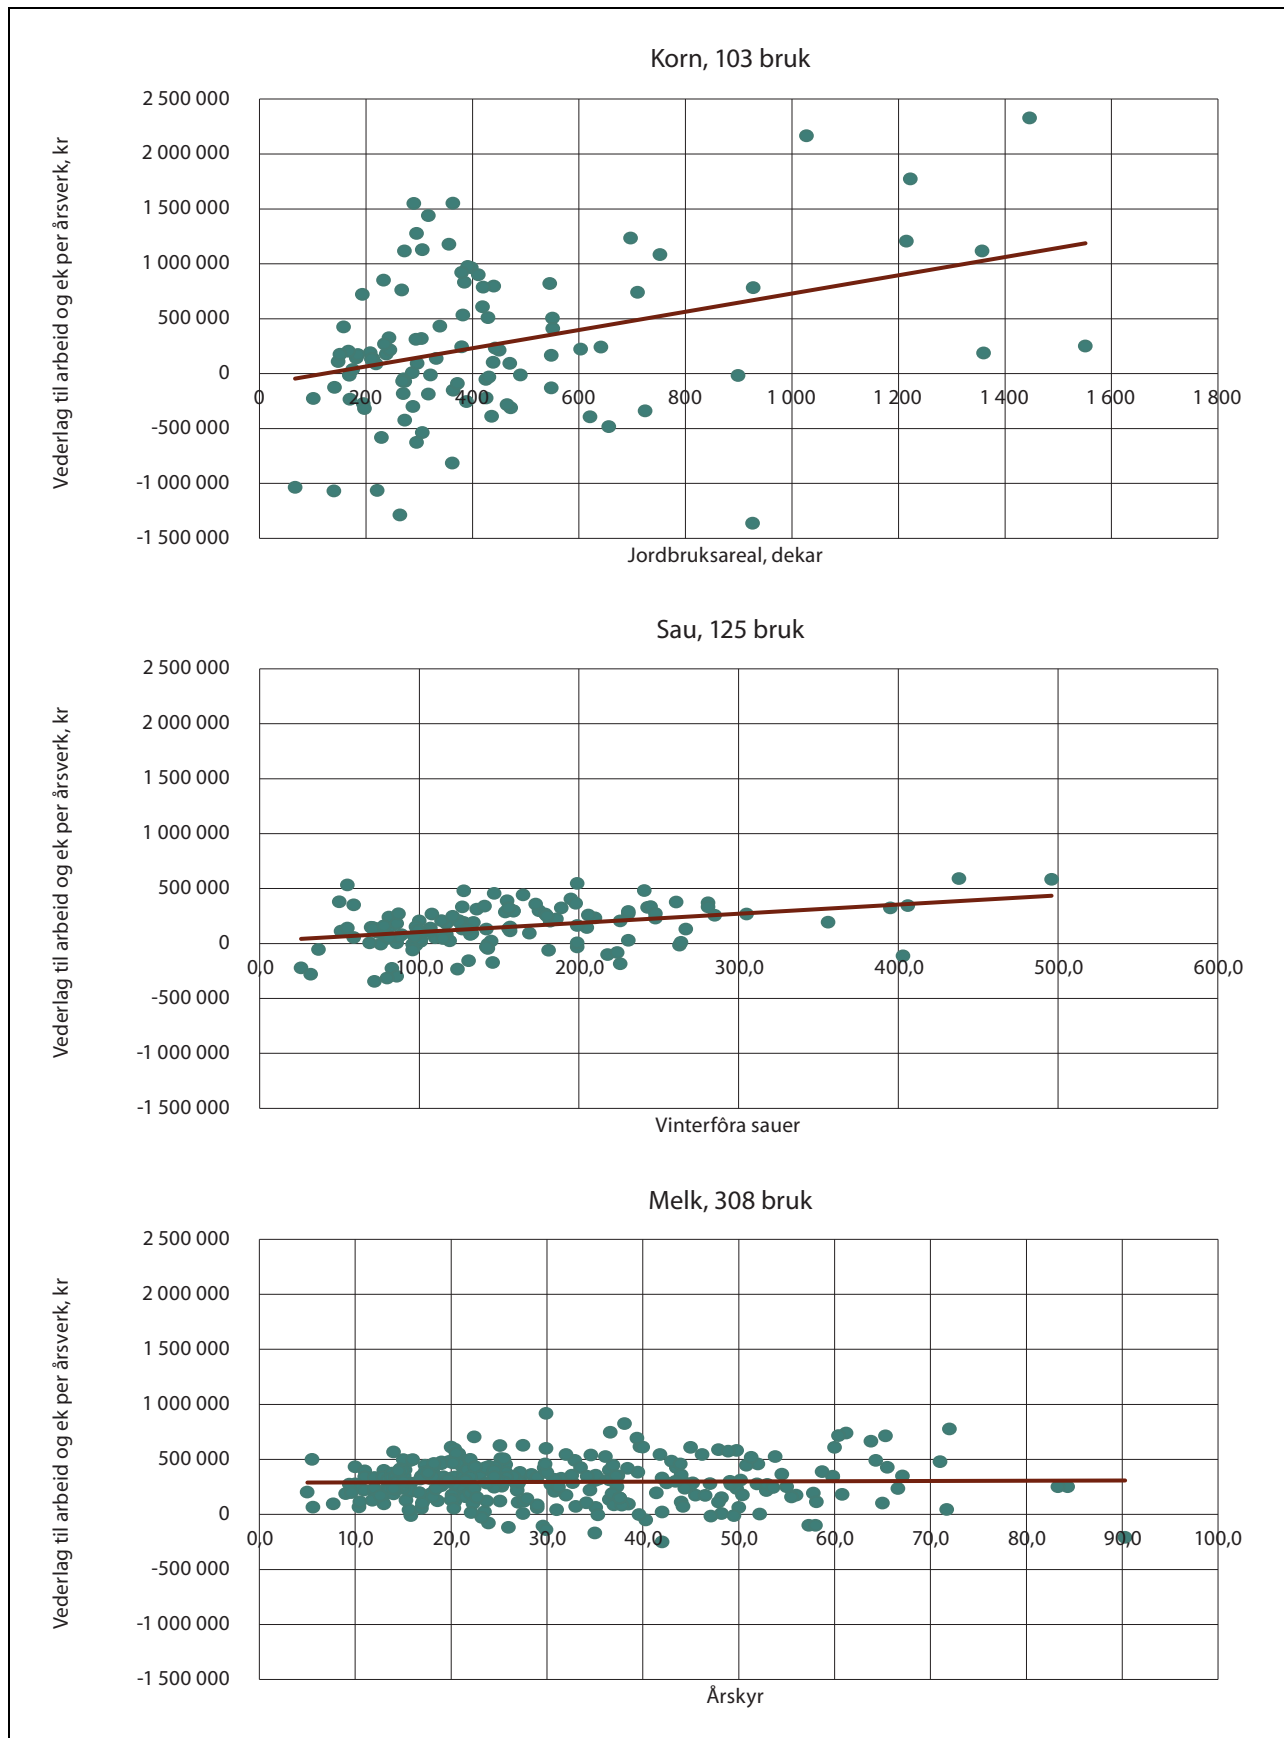 Korn, 103 bruk
Vederlag til arbeid og ek per årsverk, kr
2 500 000
2 000 000
1 500 000
1 000 000
500 000
0
-500 000
-1 000 000
-1 500 000
0 200 400 600 800 1 000 1 200 1 400 1 600 1 800
Jordbruksareal, dekar
Sau, 125 bruk
Vederlag til arbeid og ek per årsverk, kr
2 500 000
2 000 000
1 500 000
1 000 000
500 000
0
-500 000
-1 000 000
-1 500 000
0,0 100,0 200,0 300,0 400,0 500,0 600,0
Vinterfôra sauer
Melk, 308 bruk
Vederlag til arbeid og ek per årsverk, kr
2 500 000
2 000 000
1 500 000
1 000 000
500 000
0
-500 000
-1 000 000
-1 500 000
0,0 10,0 20,0 30,0 40,0 50,0 60,0 70,0 80,0 90,0 100,0
Årskyr